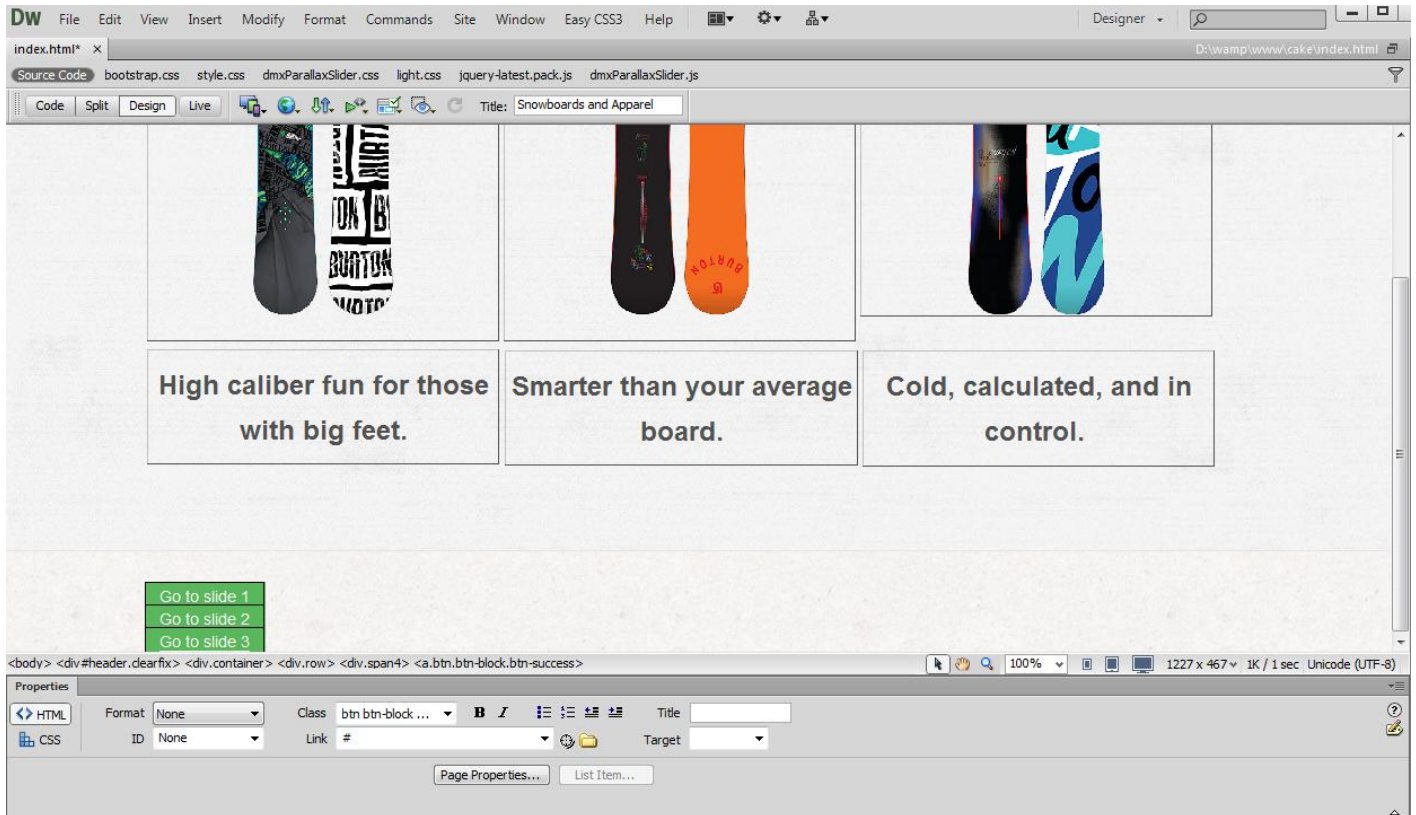 DW File Edit View Insert Modify Format Commands Site Window Easy CSS3 Help Designer
index.html* × D:\wamp\www\cake\index.html
Source Code bootstrap.css style.css dmxParallaxSlider.css light.css jquery-latest.pack.js dmxParallaxSlider.js
Code Split Design Live Title: Snowboards and Apparel
BURTON
BURTON
High caliber fun for those
with big feet.
Smarter than your average
board.
Cold, calculated, and in
control.
Go to slide 1
Go to slide 2
Go to slide 3
<body> <div#header.clearfix> <div.container> <div.row> <div.span4> <a.btn.btn-block.btn-success> 100% 1227 x 467 1K / 1 sec Unicode (UTF-8)
Properties
<> HTML Format None Class btn btn-block ... B I Title
CSS ID None Link # Target
Page Properties... List Item...